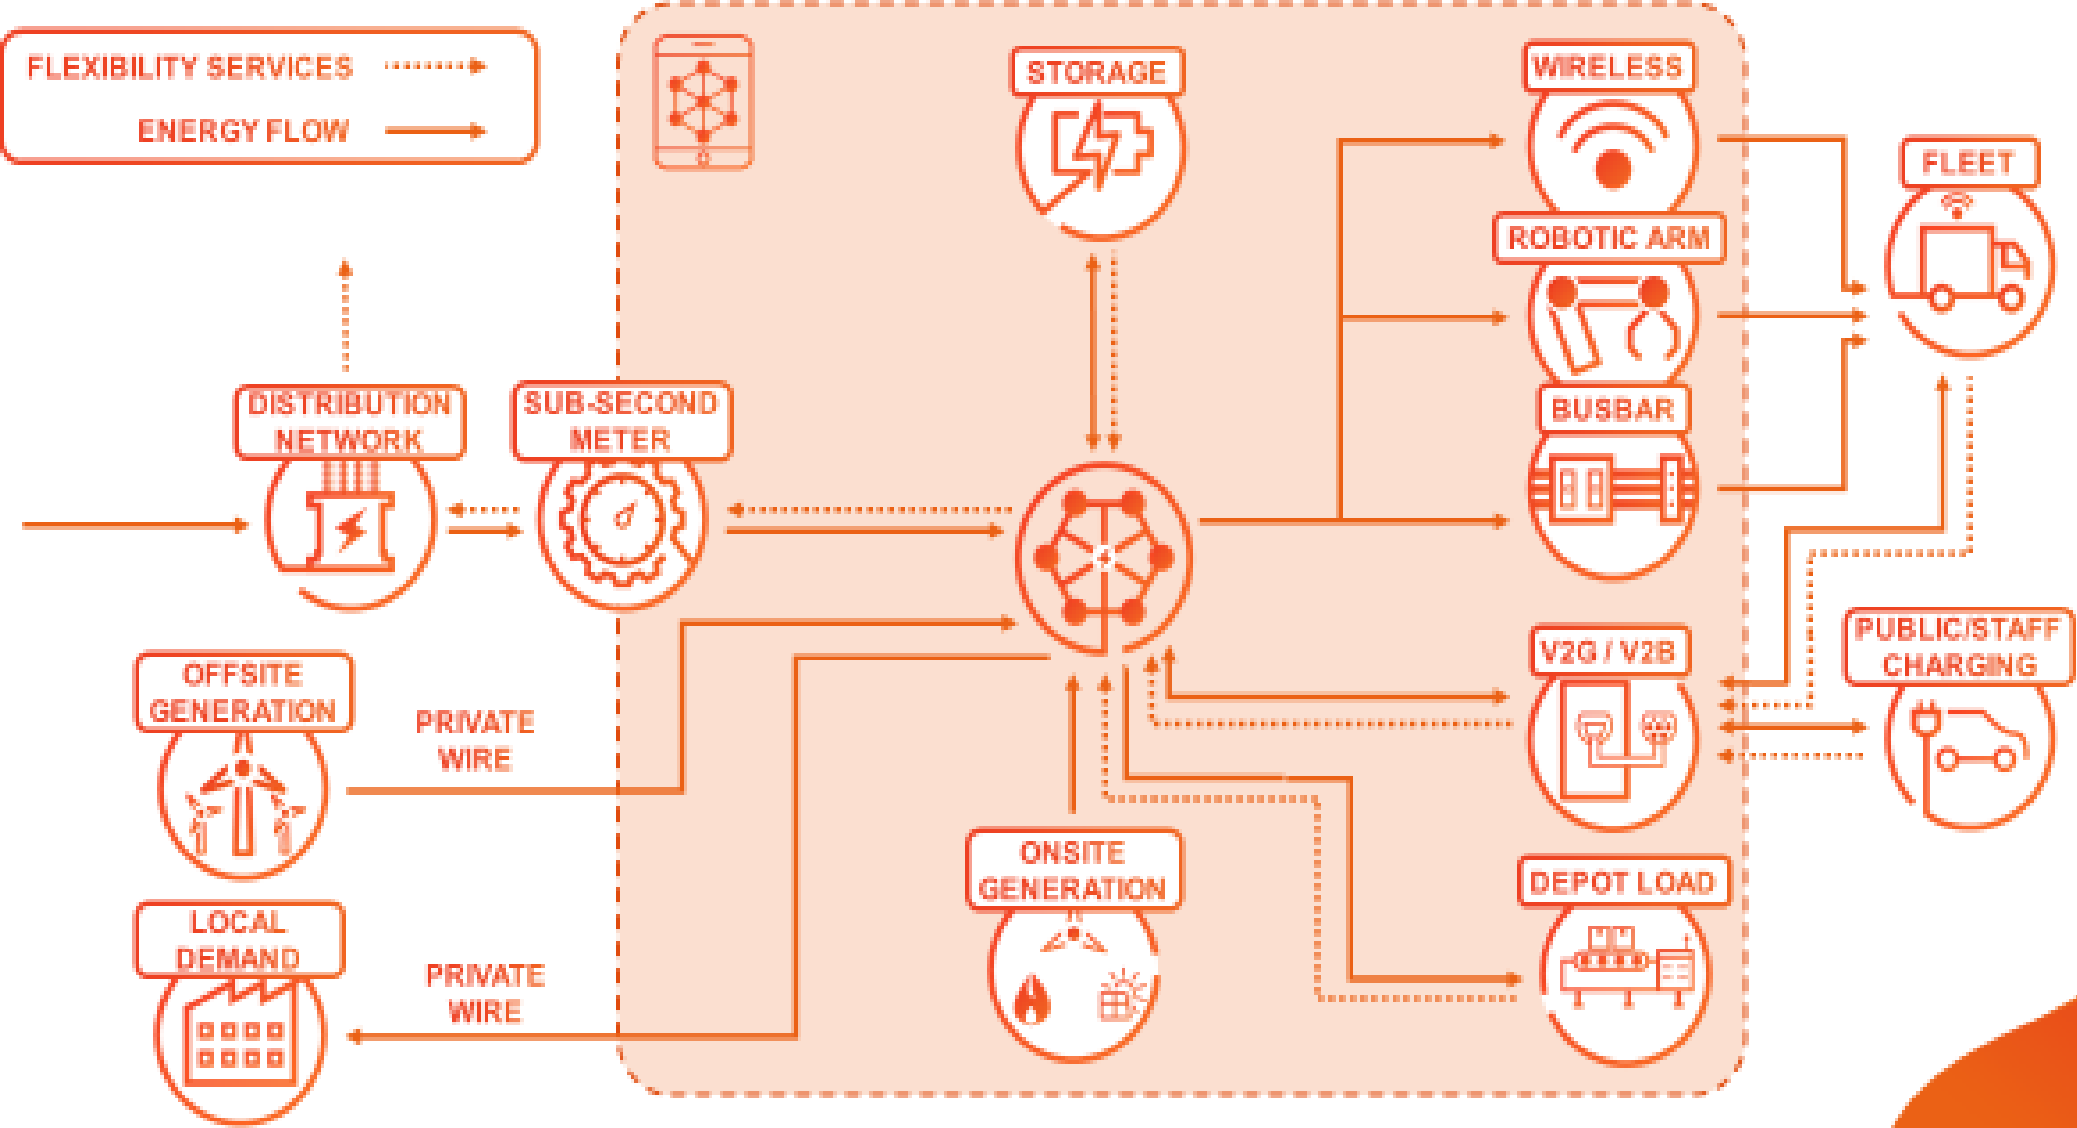 FLEXIBILITY SERVICES
ENERGY FLOW
STORAGE
WIRELESS
FLEET
ROBOTIC ARM
DISTRIBUTION
NETWORK
SUB-SECOND
METER
BUSBAR
OFFSITE
GENERATION
PRIVATE
WIRE
V2G / V2B
PUBLIC/STAFF
CHARGING
ONSITE
GENERATION
DEPOT LOAD
LOCAL
DEMAND
PRIVATE
WIRE